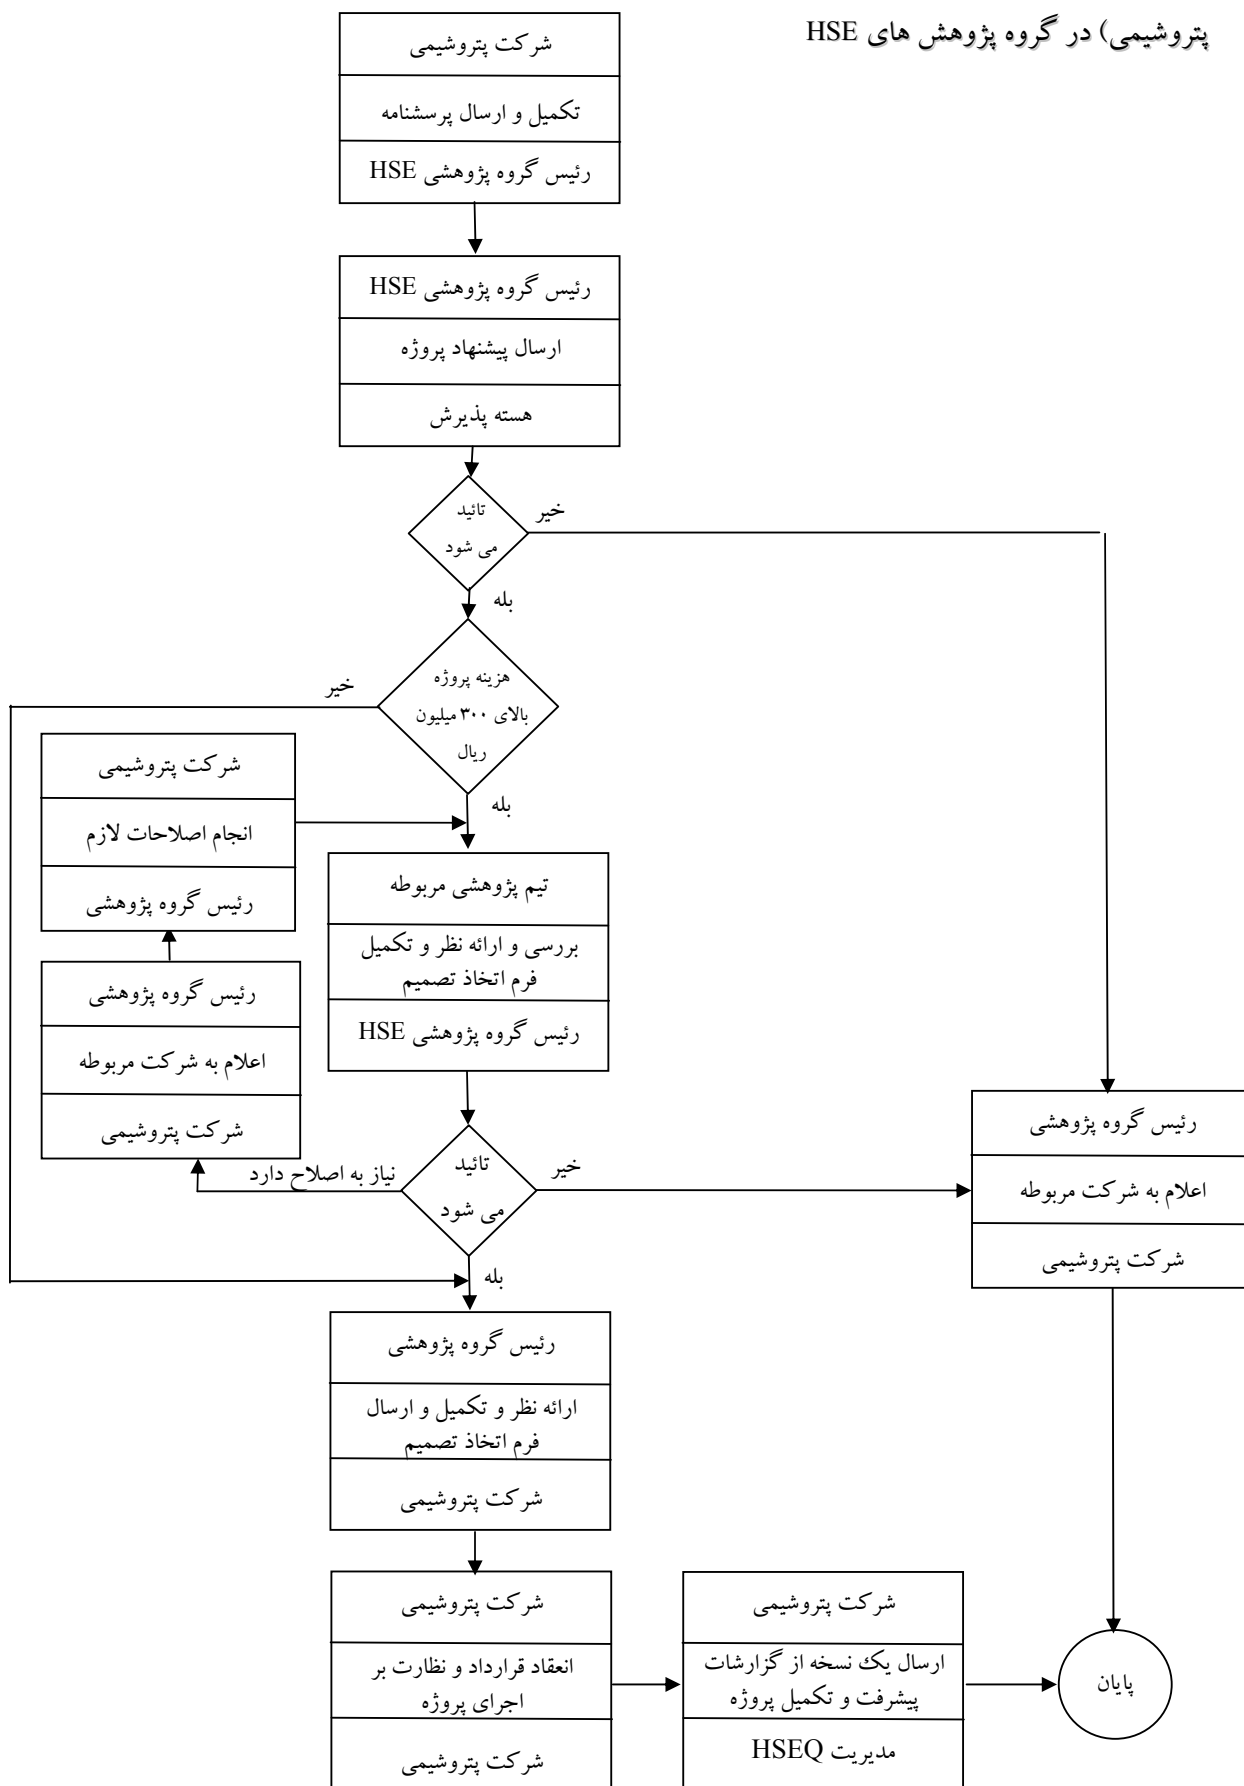 پتروشیمی) در گروه پژوهش های HSE
شرکت پتروشیمی
تکمیل و ارسال پرسشنامه
رئیس گروه پژوهشی HSE
رئیس گروه پژوهشی HSE
ارسال پیشنهاد پروژه
هسته پذیرش
تائید
می شود
خیر
بله
هزینه پروژه
بالای ۳۰۰ میلیون
ریال
خیر
بله
شرکت پتروشیمی
انجام اصلاحات لازم
رئیس گروه پژوهشی
تیم پژوهشی مربوطه
بررسی و ارائه نظر و تکمیل
فرم اتخاذ تصمیم
رئیس گروه پژوهشی HSE
رئیس گروه پژوهشی
اعلام به شرکت مربوطه
شرکت پتروشیمی
تائید
می شود
خیر
نیاز به اصلاح دارد
بله
رئیس گروه پژوهشی
اعلام به شرکت مربوطه
شرکت پتروشیمی
رئیس گروه پژوهشی
ارائه نظر و تکمیل و ارسال
فرم اتخاذ تصمیم
شرکت پتروشیمی
شرکت پتروشیمی
انعقاد قرارداد و نظارت بر
اجرای پروژه
شرکت پتروشیمی
شرکت پتروشیمی
ارسال یک نسخه از گزارشات
پیشرفت و تکمیل پروژه
مدیریت HSEQ
پایان